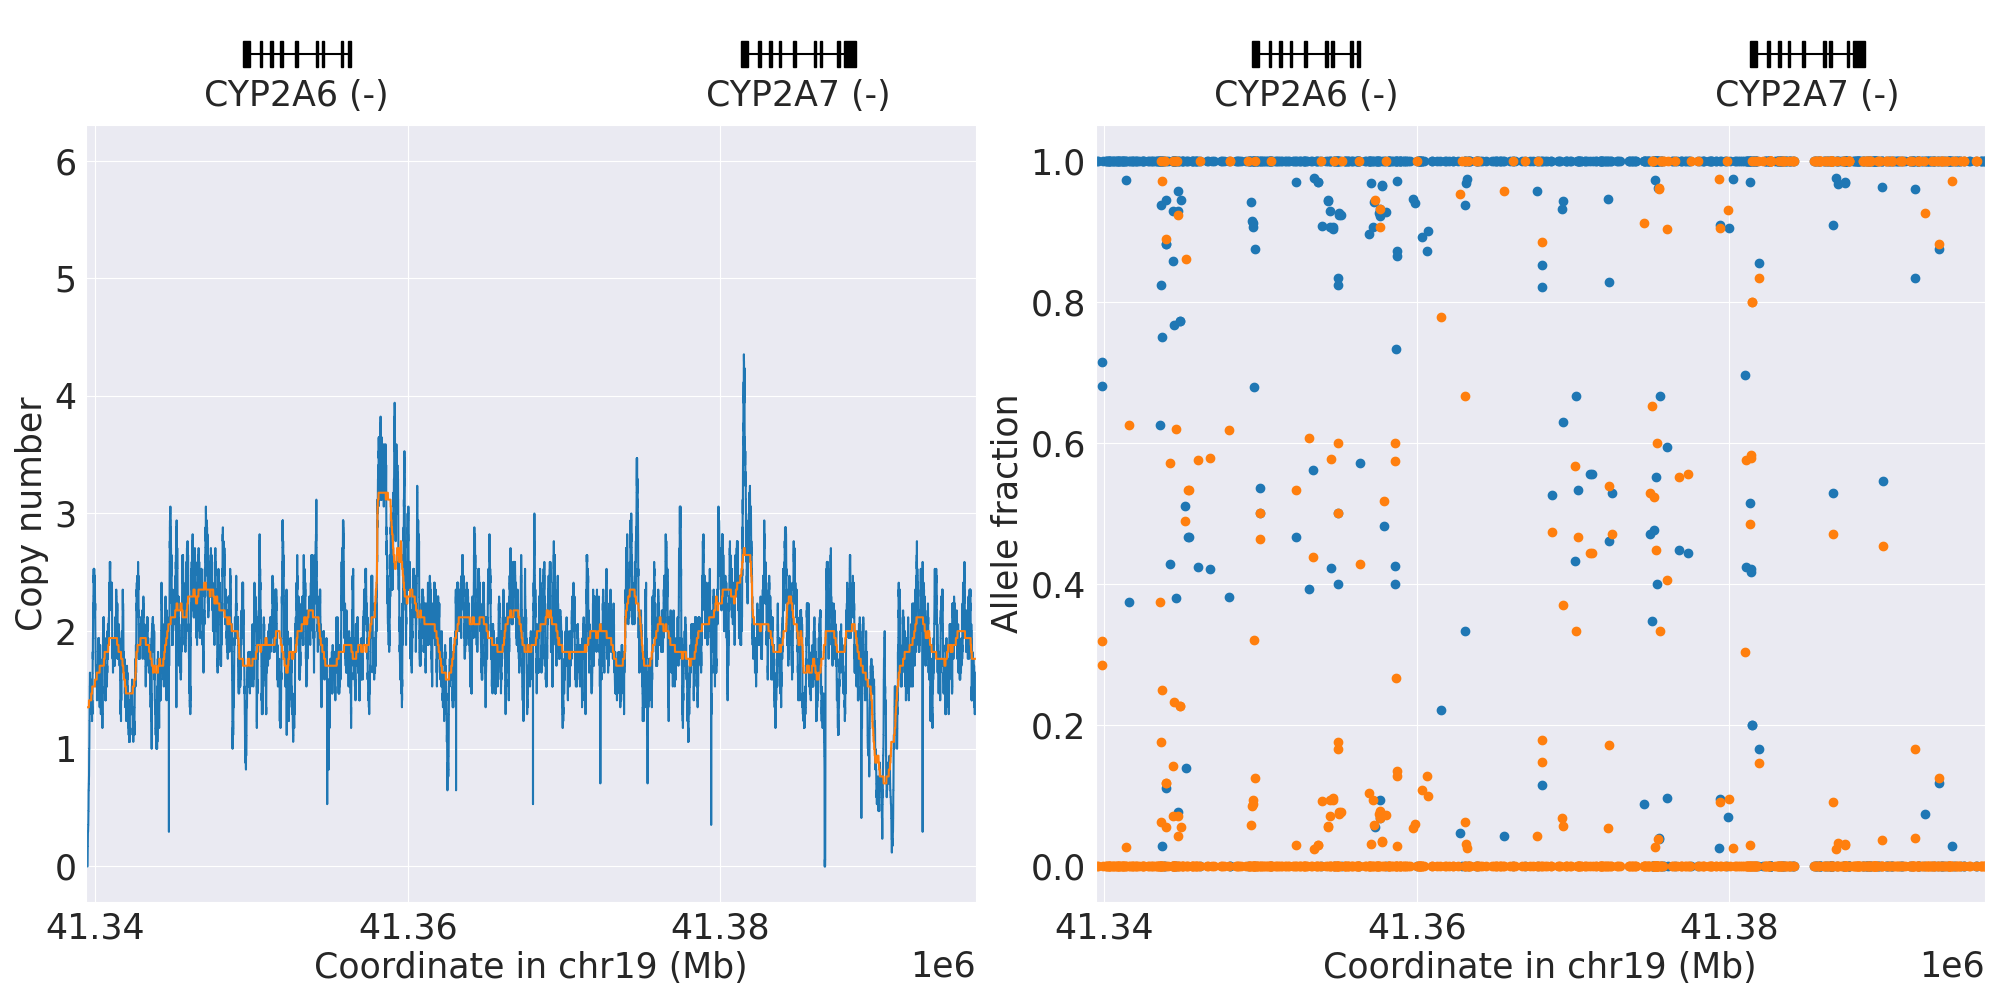 CYP2A6 (-)
CYP2A7 (-)
6
5
4
3
2
1
0
Copy number
41.34
41.36
41.38
Coordinate in chr19 (Mb)
1e6
CYP2A6 (-)
CYP2A7 (-)
1.0
0.8
0.6
0.4
0.2
0.0
Allele fraction
41.34
41.36
41.38
Coordinate in chr19 (Mb)
1e6